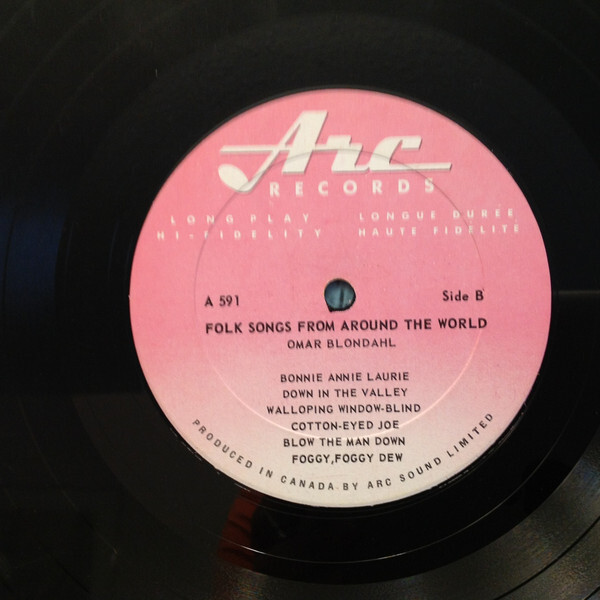 Arc
RECORDS
LONG PLAY LONGUE DURÉE
HI-FIDELITY HAUTE FIDELITE
A 591 Side B
FOLK SONGS FROM AROUND THE WORLD
OMAR BLONDAHL
BONNIE ANNIE LAURIE
DOWN IN THE VALLEY
WALLOPING WINDOW-BLIND
COTTON-EYED JOE
BLOW THE MAN DOWN
FOGGY,FOGGY DEW
PRODUCED IN CANADA BY ARC SOUND LIMITED